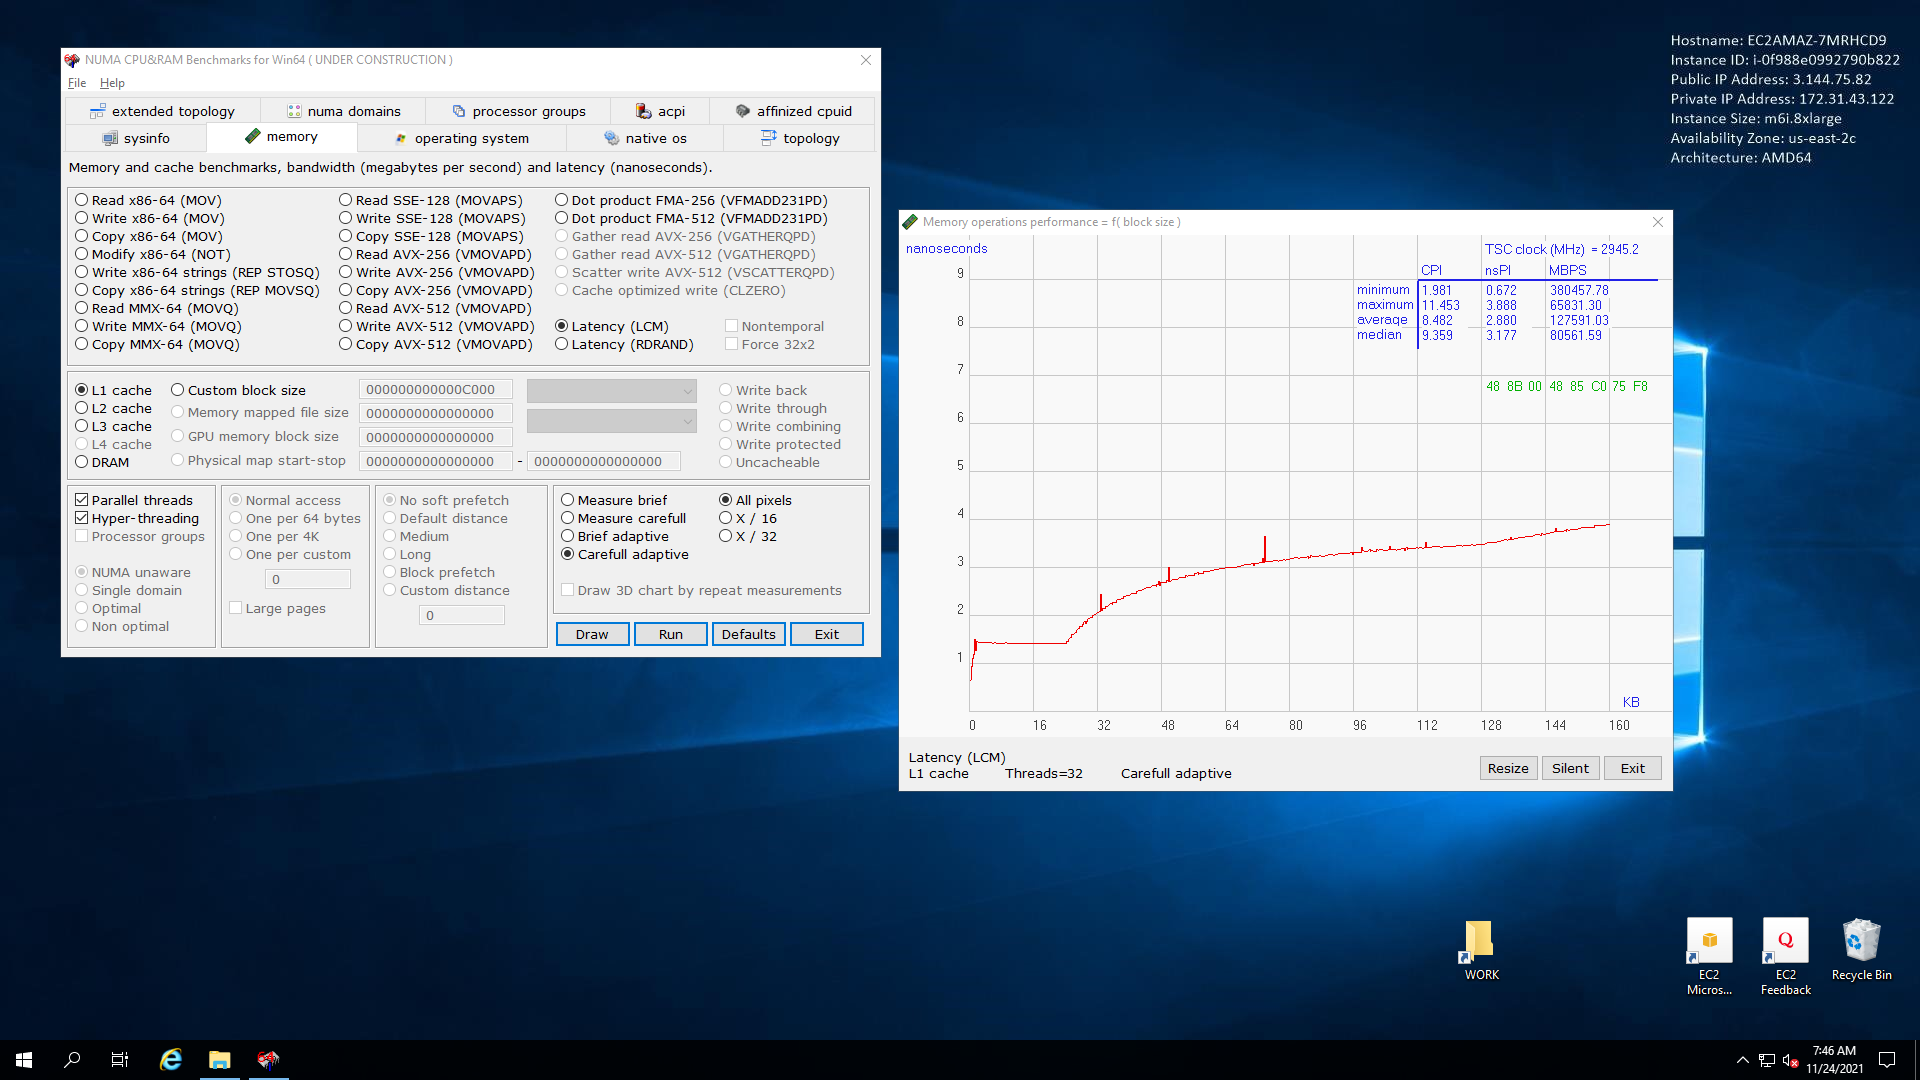 Hostname: EC2AMAZ-7MRHCD9
Instance ID: i-0f988e0992790b822
Public IP Address: 3.144.75.82
Private IP Address: 172.31.43.122
Instance Size: m6i.8xlarge
Availability Zone: us-east-2c
Architecture: AMD64
NUMA CPU&RAM Benchmarks for Win64 ( UNDER CONSTRUCTION )
File Help
extended topology numa domains processor groups acpi affinized cpuid
sysinfo memory operating system native os topology
Memory and cache benchmarks, bandwidth (megabytes per second) and latency (nanoseconds).
Read x86-64 (MOV) Read SSE-128 (MOVAPS) Dot product FMA-256 (VFMADD231PD)
Write x86-64 (MOV) Write SSE-128 (MOVAPS) Dot product FMA-512 (VFMADD231PD)
Copy x86-64 (MOV) Copy SSE-128 (MOVAPS) Gather read AVX-256 (VGATHERQPD)
Modify x86-64 (NOT) Read AVX-256 (VMOVAPD) Gather read AVX-512 (VGATHERQPD)
Write x86-64 strings (REP STOSQ) Write AVX-256 (VMOVAPD) Scatter write AVX-512 (VSCATTERQPD)
Copy x86-64 strings (REP MOVSQ) Copy AVX-256 (VMOVAPD) Cache optimized write (CLZERO)
Read MMX-64 (MOVQ) Read AVX-512 (VMOVAPD)
Write MMX-64 (MOVQ) Write AVX-512 (VMOVAPD) Latency (LCM) Nontemporal
Copy MMX-64 (MOVQ) Copy AVX-512 (VMOVAPD) Latency (RDRAND) Force 32x2
L1 cache Custom block size 000000000000C000 Write back
L2 cache Memory mapped file size 0000000000000000 Write through
L3 cache Write combining
L4 cache GPU memory block size 0000000000000000 Write protected
DRAM Physical map start-stop 0000000000000000 - 0000000000000000 Uncacheable
Parallel threads Normal access No soft prefetch Measure brief All pixels
Hyper-threading One per 64 bytes Default distance Measure carefull X / 16
Processor groups One per 4K Medium Brief adaptive X / 32
One per custom Long Carefull adaptive
NUMA unaware 0 Block prefetch
Single domain Custom distance Draw 3D chart by repeat measurements
Optimal Large pages 0
Non optimal Draw Run Defaults Exit
Memory operations performance = f( block size )
nanoseconds TSC clock (MHz) = 2945.2
CPI nsPI MBPS
minimum 1.981 0.672 380457.78
maximum 11.453 3.888 65831.30
average 8.482 2.880 127591.03
median 9.359 3.177 80561.59
48 8B 00 48 85 C0 75 F8
9
8
7
6
5
4
3
2
1
KB
0 16 32 48 64 80 96 112 128 144 160
Latency (LCM)
L1 cache Threads=32 Carefull adaptive
Resize Silent Exit
WORK
EC2 Micros...
EC2 Feedback
Recycle Bin
7:46 AM
11/24/2021